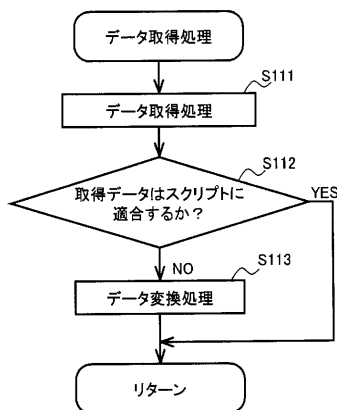 データ取得処理
S111
データ取得処理
S112
取得データはスクリプトに
適合するか？
YES
NO
S113
データ変換処理
リターン